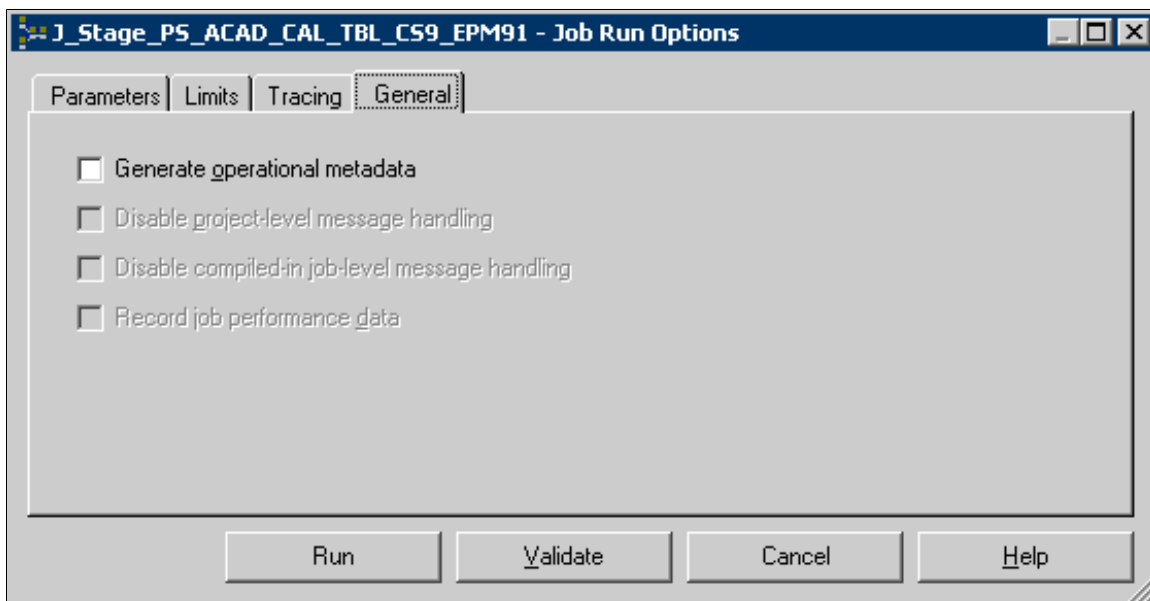 J_Stage_PS_ACAD_CAL_TBL_CS9_EPM91 - Job Run Options
Parameters Limits Tracing General
Generate operational metadata
Disable project-level message handling
Disable compiled-in job-level message handling
Record job performance data
Run Validate Cancel Help